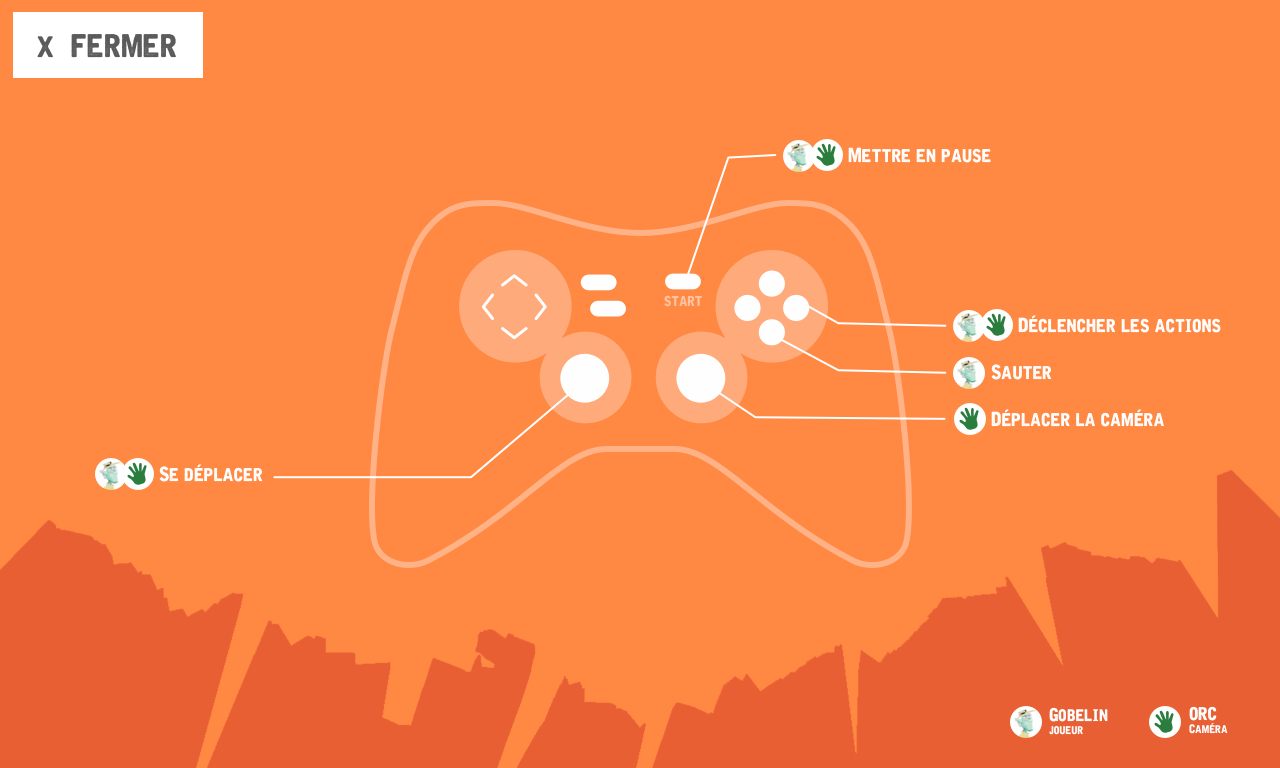 X FERMER
METTRE EN PAUSE
START
DÉCLENCHER LES ACTIONS
SAUTER
DÉPLACER LA CAMÉRA
SE DÉPLACER
GOBELIN
JOUEUR
ORC
CAMÉRA